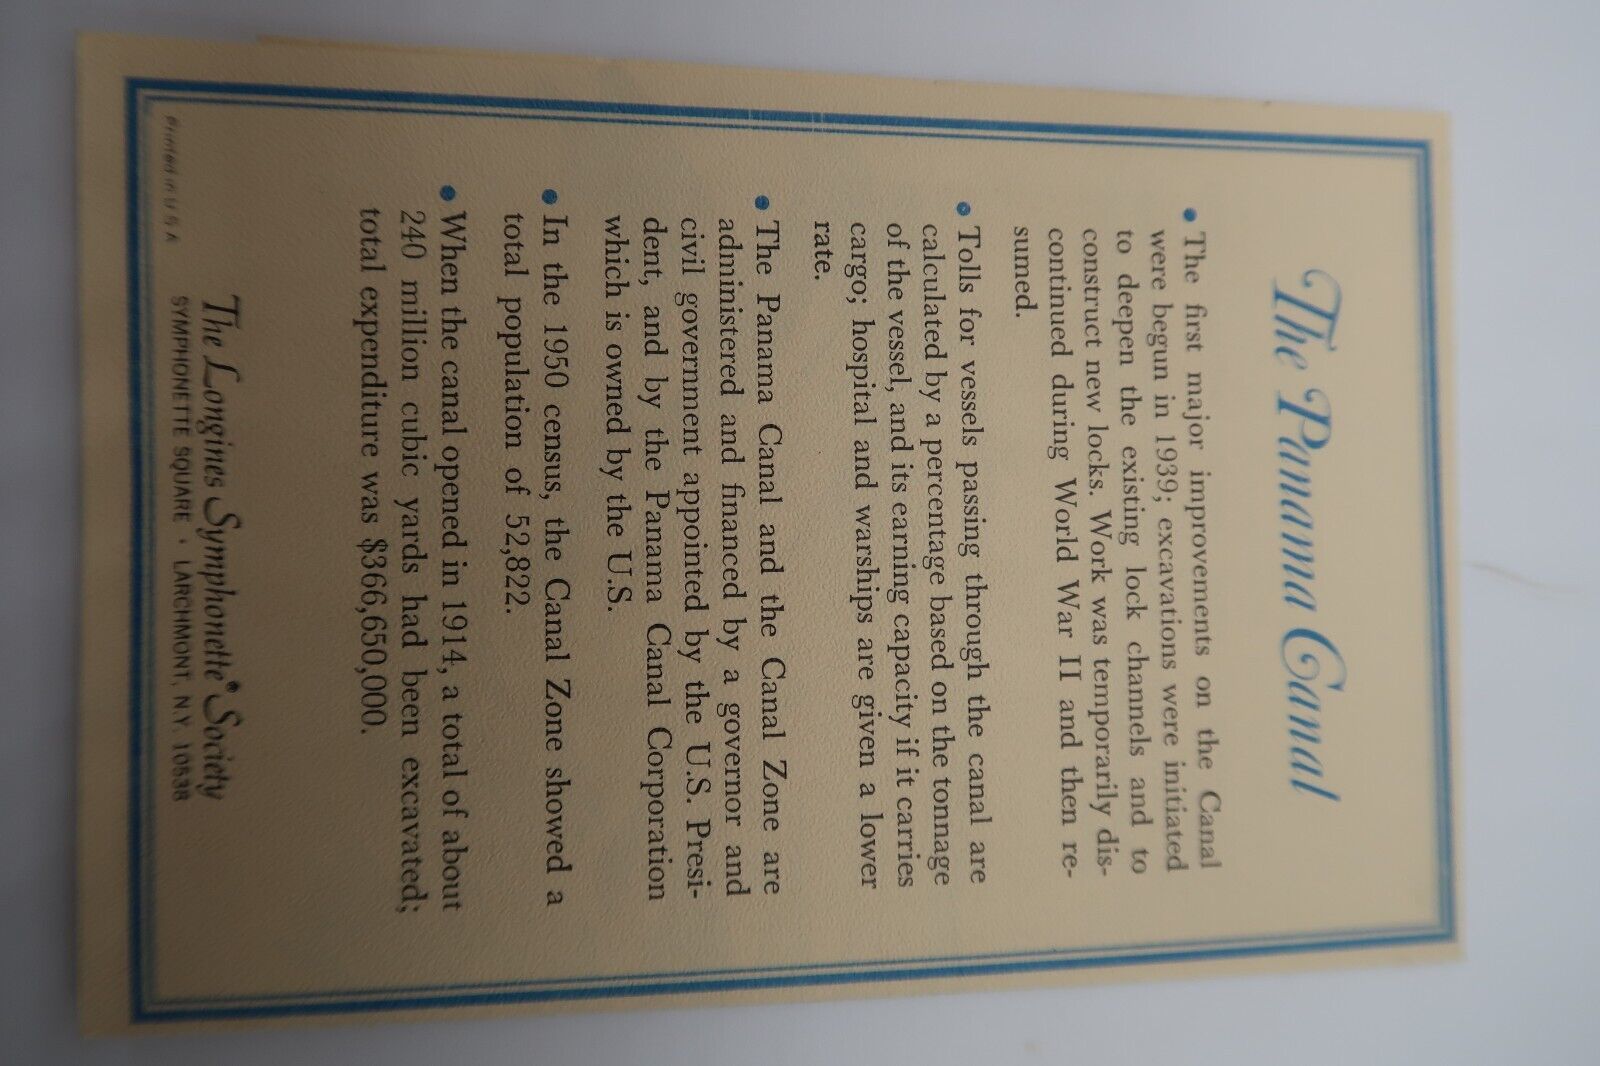 The Panama Canal
• The first major improvements on the Canal
were begun in 1939; excavations were initiated
to deepen the existing lock channels and to
construct new locks. Work was temporarily dis-
continued during World War II and then re-
sumed.
• Tolls for vessels passing through the canal are
calculated by a percentage based on the tonnage
of the vessel, and its earning capacity if it carries
cargo; hospital and warships are given a lower
rate.
• The Panama Canal and the Canal Zone are
administered and financed by a governor and
civil government appointed by the U.S. Presi-
dent, and by the Panama Canal Corporation
which is owned by the U.S.
• In the 1950 census, the Canal Zone showed a
total population of 52,822.
• When the canal opened in 1914, a total of about
240 million cubic yards had been excavated;
total expenditure was $366,650,000.
The Longines Symphonette® Society
SYMPHONETTE SQUARE • LARCHMONT, N.Y. 10538
Printed in U S A